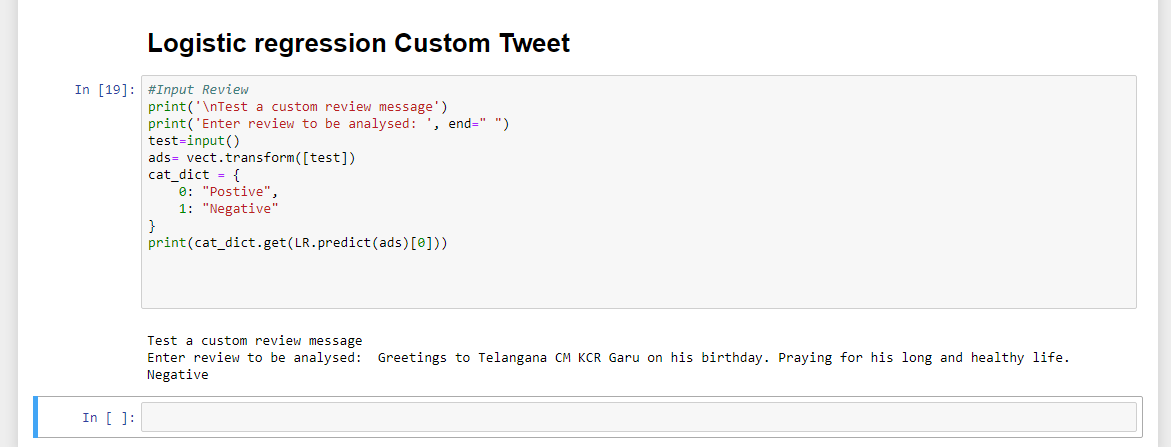 Logistic regression Custom Tweet
In [19]: #Input Review
print('\nTest a custom review message')
print('Enter review to be analysed: ', end=" ")
test=input()
ads= vect.transform([test])
cat_dict = {
    0: "Postive",
    1: "Negative"
}
print(cat_dict.get(LR.predict(ads)[0]))
Test a custom review message
Enter review to be analysed:  Greetings to Telangana CM KCR Garu on his birthday. Praying for his long and healthy life.
Negative
In [ ]: